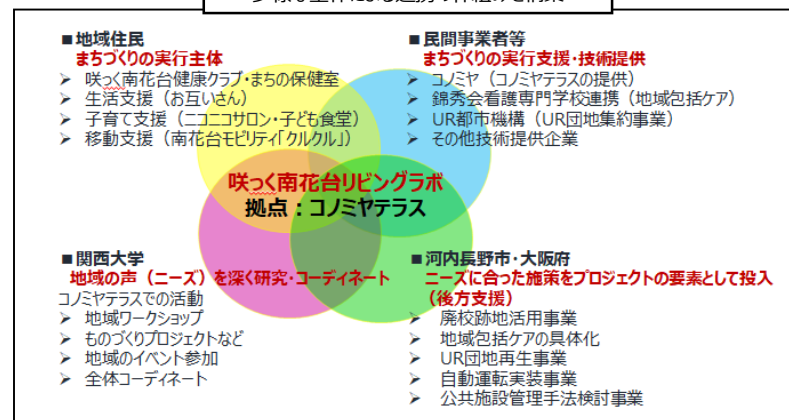 ■地域住民
まちづくりの実行主体
➢ 咲っく南花台健康クラブ・まちの保健室
➢ 生活支援（お互いさん）
➢ 子育て支援（ニコニコサロン・子ども食堂）
➢ 移動支援（南花台モビリティ「クルクル」）
■民間事業者等
まちづくりの実行支援・技術提供
➢ コノミヤ（コノミヤテラスの提供）
➢ 錦秀会看護専門学校連携（地域包括ケア）
➢ UR都市機構（UR団地集約事業）
➢ その他技術提供企業
咲っく南花台リビングラボ
拠点：コノミヤテラス
■関西大学
地域の声（ニーズ）を深く研究・コーディネート
コノミヤテラスでの活動
➢ 地域ワークショップ
➢ ものづくりプロジェクトなど
➢ 地域のイベント参加
➢ 全体コーディネート
■河内長野市・大阪府
ニーズに合った施策をプロジェクトの要素として投入
（後方支援）
➢ 廃校跡地活用事業
➢ 地域包括ケアの具体化
➢ UR団地再生事業
➢ 自動運転実装事業
➢ 公共施設管理手法検討事業